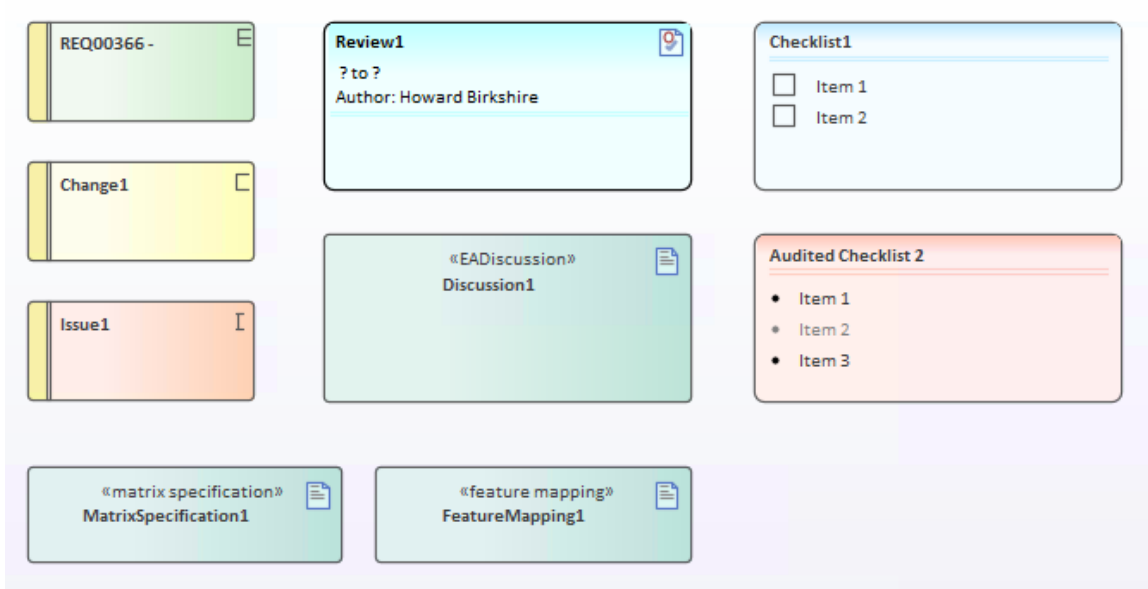 REQ00366 -
Review1
? to ?
Author: Howard Birkshire
Checklist1
Item 1
Item 2
Change1
«EADiscussion»
Discussion1
Audited Checklist 2
Item 1
Item 2
Item 3
Issue1
«matrix specification»
MatrixSpecification1
«feature mapping»
FeatureMapping1